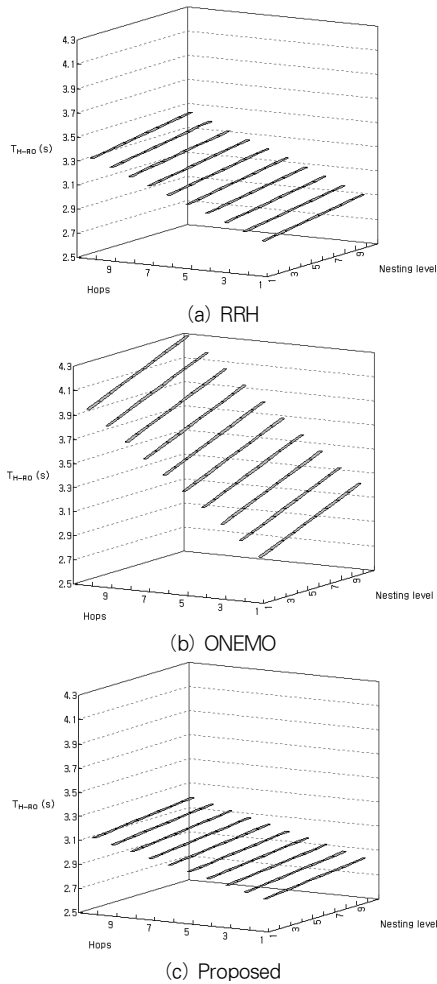 4.3
4.1
3.9
3.7
T_H-RO (s) 3.5
3.3
3.1
2.9
2.7
2.5
9 7 5 3 1
Hops
1 3 5 7 9
Nesting level
(a) RRH
4.3
4.1
3.9
3.7
T_H-RO (s) 3.5
3.3
3.1
2.9
2.7
2.5
9 7 5 3 1
Hops
1 3 5 7 9
Nesting level
(b) ONEMO
4.3
4.1
3.9
3.7
T_H-RO (s) 3.5
3.3
3.1
2.9
2.7
2.5
9 7 5 3 1
Hops
1 3 5 7 9
Nesting level
(c) Proposed